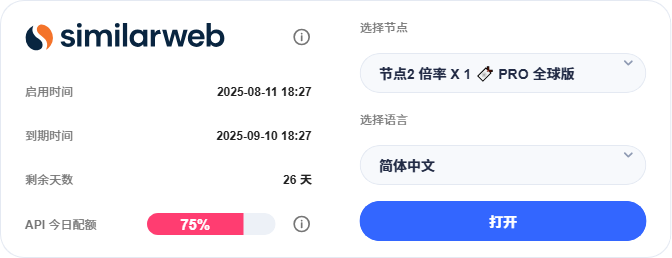 similarweb
启用时间 2025-08-11 18:27
到期时间 2025-09-10 18:27
剩余天数 26 天
API 今日配额 75%
选择节点
节点2 倍率 X 1 PRO 全球版
选择语言
简体中文
打开